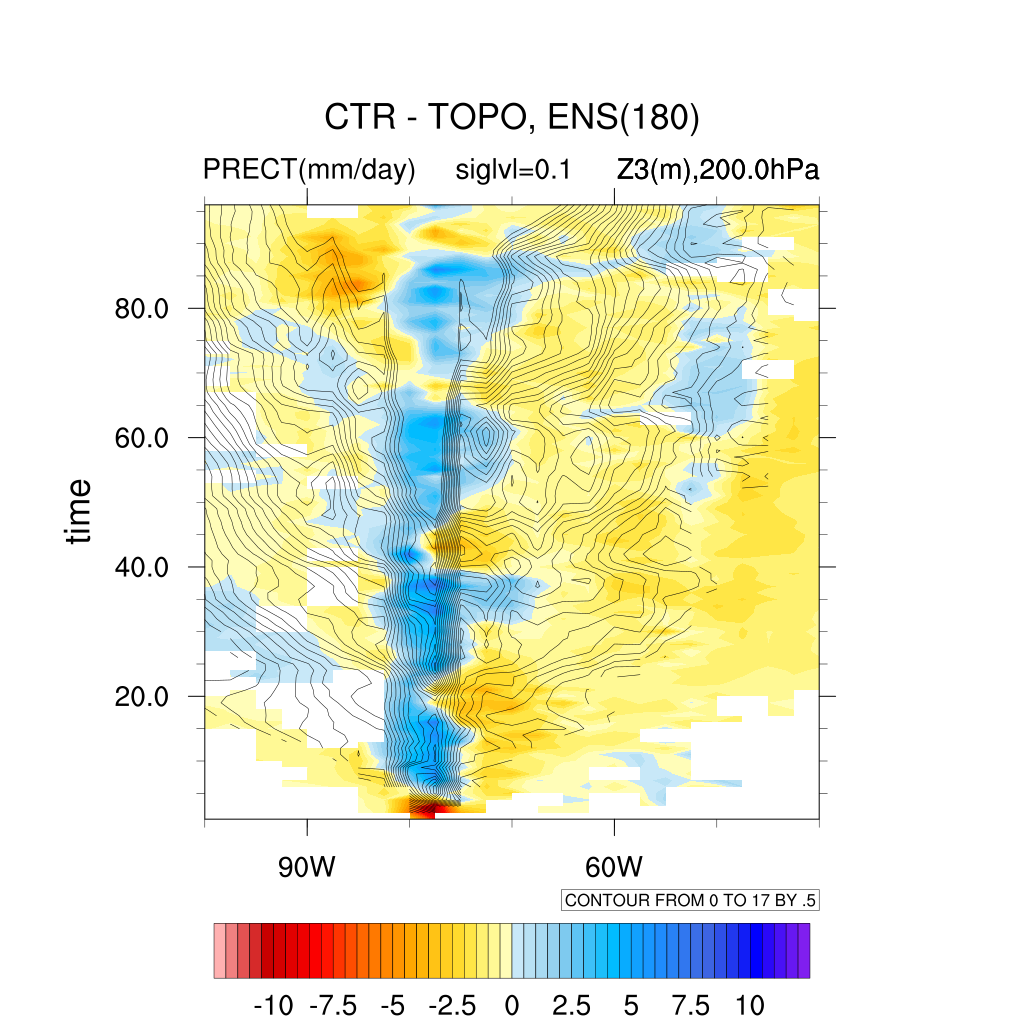 CTR - TOPO, ENS(180)
PRECT(mm/day) siglvl=0.1 Z3(m),200.0hPa
80.0
60.0
40.0
20.0
time
90W 60W
CONTOUR FROM 0 TO 17 BY .5
-10 -7.5 -5 -2.5 0 2.5 5 7.5 10